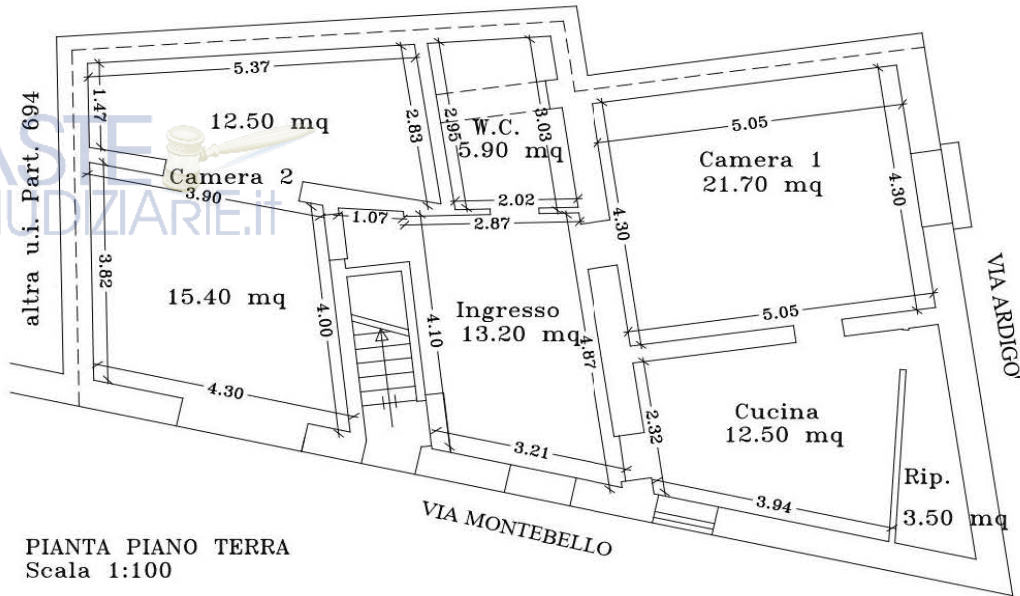 altra u.i. Part. 694
5.37
1.47
12.50 mq
2.83
2.95
3.03
W.C.
5.90 mq
5.05
Camera 1
21.70 mq
4.30
4.30
ASTE
GIUDIZIARIE.it
Camera 2
3.90
1.07
2.02
2.87
3.82
15.40 mq
4.00
4.10
Ingresso
13.20 mq
4.87
5.05
VIA ARDIGO'
4.30
3.21
2.32
Cucina
12.50 mq
3.94
Rip.
3.50 mq
VIA MONTEBELLO
PIANTA PIANO TERRA
Scala 1:100